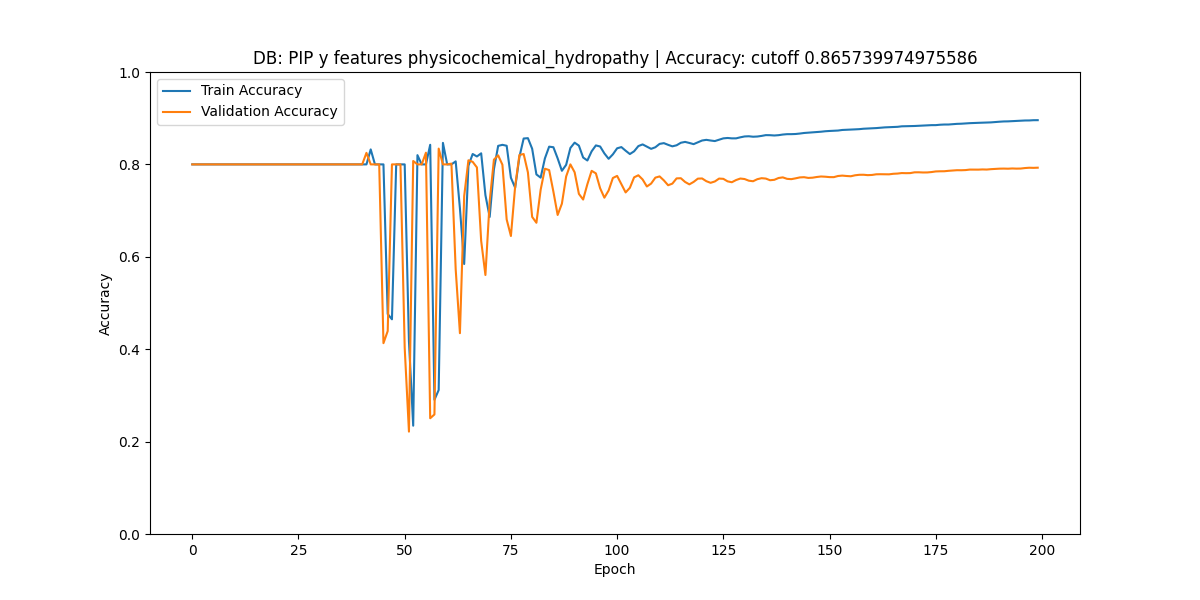 DB: PIP y features physicochemical_hydropathy | Accuracy: cutoff 0.865739974975586
Train Accuracy
Validation Accuracy
Accuracy
1.0
0.8
0.6
0.4
0.2
0.0
0 25 50 75 100 125 150 175 200
Epoch